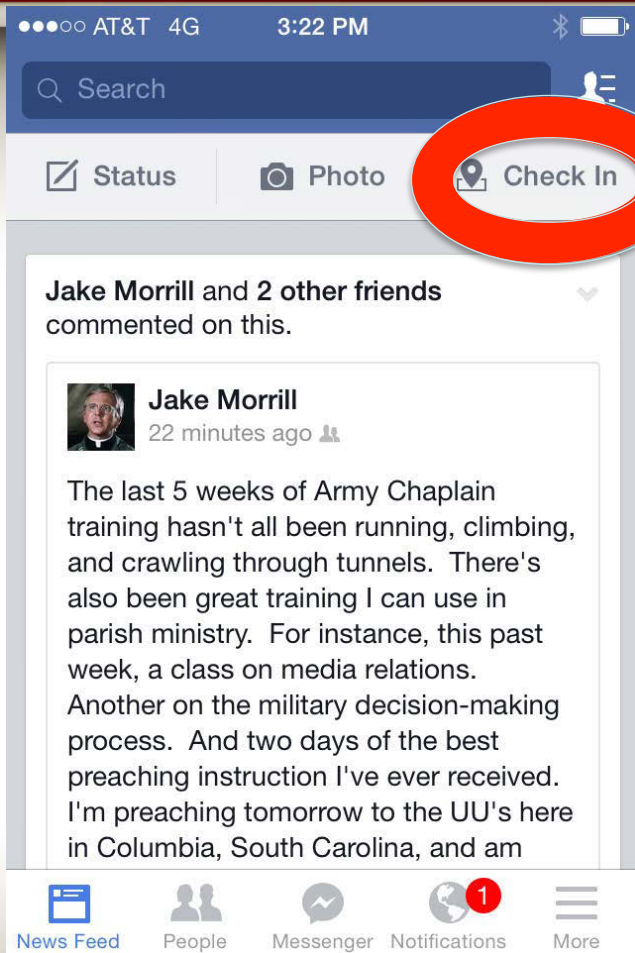 AT&T 4G 3:22 PM
Search
Status Photo Check In
Jake Morrill and 2 other friends
commented on this.
Jake Morrill
22 minutes ago
The last 5 weeks of Army Chaplain
training hasn't all been running, climbing,
and crawling through tunnels. There's
also been great training I can use in
parish ministry. For instance, this past
week, a class on media relations.
Another on the military decision-making
process. And two days of the best
preaching instruction I've ever received.
I'm preaching tomorrow to the UU's here
in Columbia, South Carolina, and am
1
News Feed People Messenger Notifications More